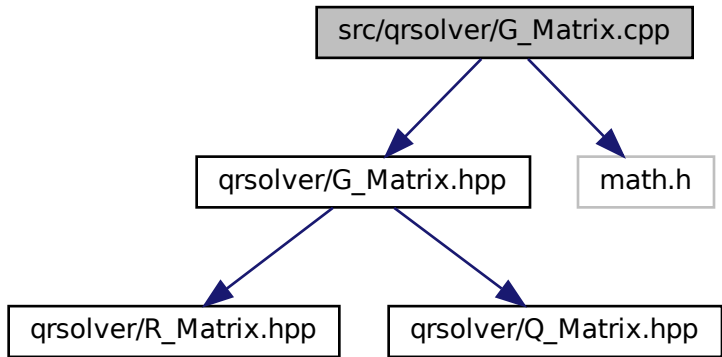 src/qrsolver/G_Matrix.cpp
qrsolver/G_Matrix.hpp
math.h
qrsolver/R_Matrix.hpp
qrsolver/Q_Matrix.hpp